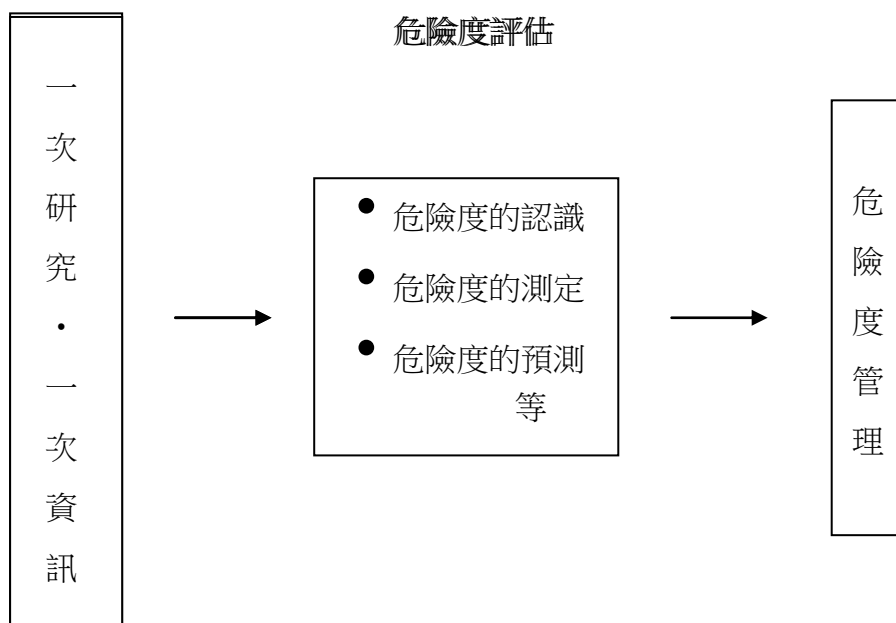 危險度評估
一次研究・一次資訊
● 危險度的認識
● 危險度的測定
● 危險度的預測
等
危險度管理